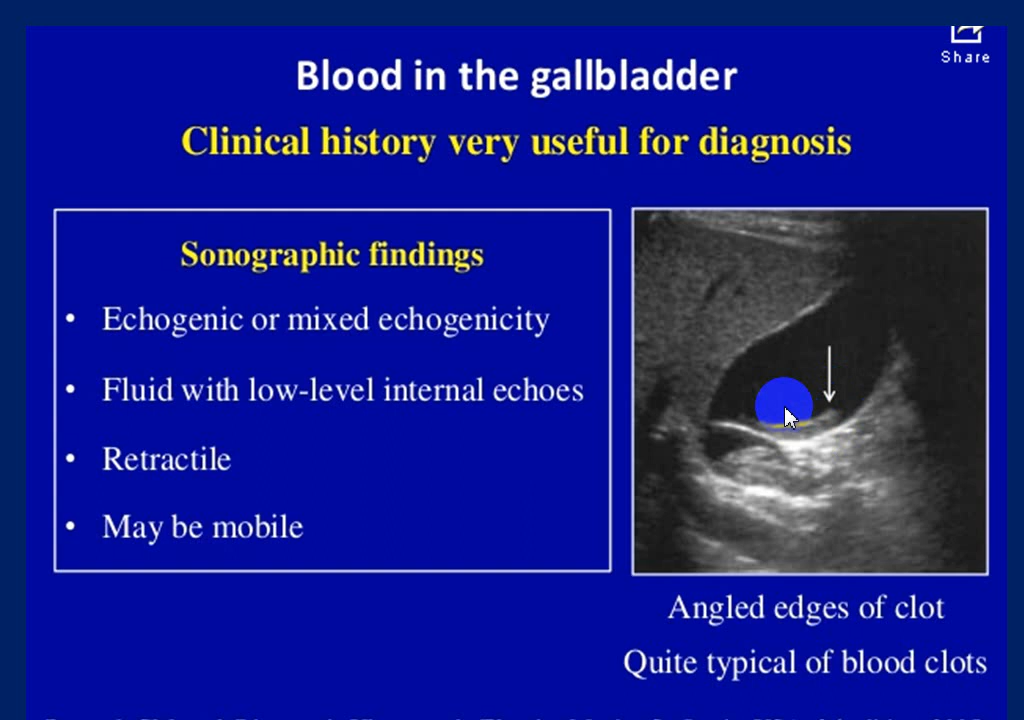 Share
Blood in the gallbladder
Clinical history very useful for diagnosis
Sonographic findings
• Echogenic or mixed echogenicity
• Fluid with low-level internal echoes
• Retractile
• May be mobile
Angled edges of clot
Quite typical of blood clots